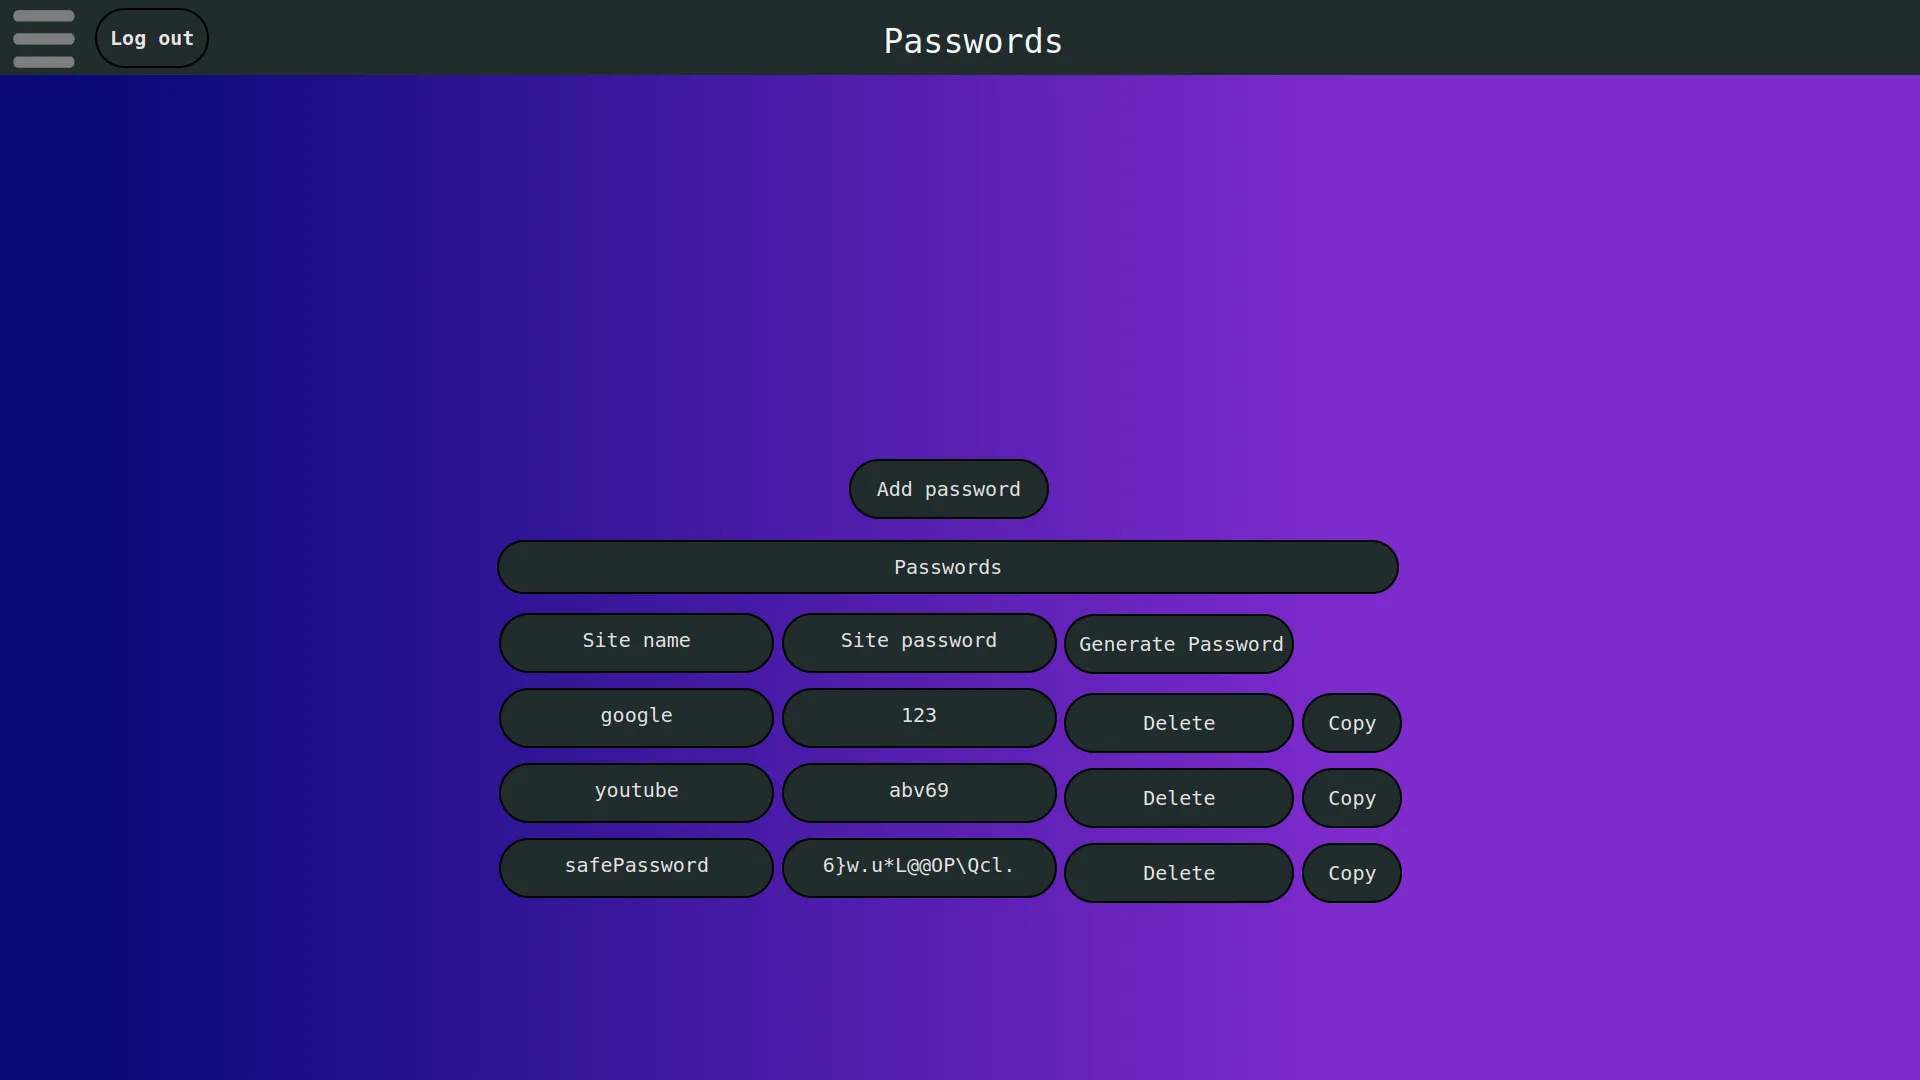 Log out
Passwords
Add password
Passwords
Site name Site password Generate Password
google 123 Delete Copy
youtube abv69 Delete Copy
safePassword 6}w.u*L@@OP\Qcl. Delete Copy